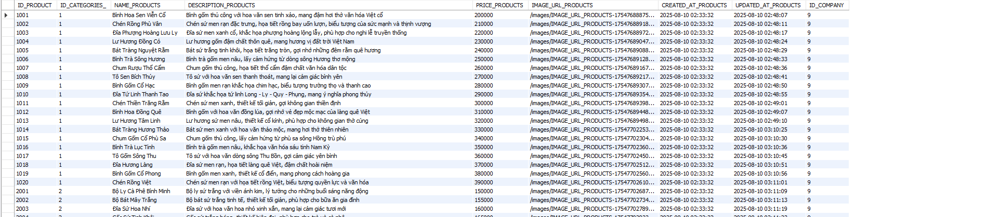 ID_PRODUCT ID_CATEGORIES_ NAME_PRODUCTS DESCRIPTION_PRODUCTS PRICE_PRODUCTS IMAGE_URL_PRODUCTS CREATED_AT_PRODUCTS UPDATED_AT_PRODUCTS ID_COMPANY
1001 1 Bình Hoa Sen Viễn Cổ Bình gốm thủ công với hoa văn sen tinh xảo, mang đậm hơi thở văn hóa Việt cổ 200000 /images/IMAGE_URL_PRODUCTS-17547688875... 2025-08-10 02:33:32 2025-08-10 02:48:07 9
1002 1 Chén Rồng Phù Vân Chén sứ men rạn đặc trưng, họa tiết rồng bay uốn lượn, biểu tượng của sức mạnh và thịnh vượng 210000 /images/IMAGE_URL_PRODUCTS-17547688918... 2025-08-10 02:33:32 2025-08-10 02:48:11 9
1003 1 Đĩa Phượng Hoàng Lưu Ly Đĩa sứ men xanh cổ, khắc họa phượng hoàng lộng lẫy, phù hợp cho nghi lễ truyền thống 220000 /images/IMAGE_URL_PRODUCTS-17547688972... 2025-08-10 02:33:32 2025-08-10 02:48:17 9
1004 1 Lư Hương Đồng Cỏ Lư hương gốm đậm chất thôn quê, mang hương vị đất trời Việt Nam 230000 /images/IMAGE_URL_PRODUCTS-17547689047... 2025-08-10 02:33:32 2025-08-10 02:48:24 9
1005 1 Bát Tràng Nguyệt Rằm Bát sứ trắng tinh khôi, họa tiết trăng tròn, gợi nhớ những đêm rằm quê hương 240000 /images/IMAGE_URL_PRODUCTS-17547689088... 2025-08-10 02:33:32 2025-08-10 02:48:29 9
1006 1 Bình Trà Sông Hương Bình trà gốm men nâu, lấy cảm hứng từ dòng sông Hương thơ mộng 250000 /images/IMAGE_URL_PRODUCTS-17547689128... 2025-08-10 02:33:32 2025-08-10 02:48:33 9
1007 1 Chum Rượu Thổ Cẩm Chum gốm thủ công, họa tiết thổ cẩm đậm chất văn hóa dân tộc 260000 /images/IMAGE_URL_PRODUCTS-17547689167... 2025-08-10 02:33:32 2025-08-10 02:48:36 9
1008 1 Tô Sen Bích Thủy Tô sứ với hoa văn sen thanh thoát, mang lại cảm giác bình yên 270000 /images/IMAGE_URL_PRODUCTS-17547689217... 2025-08-10 02:33:32 2025-08-10 02:48:41 9
1009 1 Bình Gốm Cổ Hạc Bình gốm men rạn khắc họa chim hạc, biểu tượng trường thọ và thanh cao 280000 /images/IMAGE_URL_PRODUCTS-17547689307... 2025-08-10 02:33:32 2025-08-10 02:48:50 9
1010 1 Đĩa Tứ Linh Thanh Tao Đĩa sứ khắc họa tứ linh Long - Ly - Quy - Phụng, mang ý nghĩa phong thủy 290000 /images/IMAGE_URL_PRODUCTS-17547689354... 2025-08-10 02:33:32 2025-08-10 02:48:55 9
1011 1 Chén Thiền Trăng Rằm Chén sứ men xanh, thiết kế tối giản, gợi không gian thiền định 300000 /images/IMAGE_URL_PRODUCTS-17547689398... 2025-08-10 02:33:32 2025-08-10 02:49:01 9
1012 1 Bình Hoa Đồng Quê Bình gốm với hoa văn đồng lúa, gợi nhớ vẻ đẹp mộc mạc của làng quê Việt 310000 /images/IMAGE_URL_PRODUCTS-17547689448... 2025-08-10 02:33:32 2025-08-10 02:49:07 9
1013 1 Lư Hương Tâm Linh Lư hương sứ men nâu, thiết kế cổ kính, phù hợp cho không gian thờ cúng 320000 /images/IMAGE_URL_PRODUCTS-17547689498... 2025-08-10 02:33:32 2025-08-10 02:49:10 9
1014 1 Bát Tràng Hương Thảo Bát sứ men xanh với hoa văn thảo mộc, mang hơi thở thiên nhiên 330000 /images/IMAGE_URL_PRODUCTS-17547702253... 2025-08-10 02:33:32 2025-08-10 03:10:25 9
1015 1 Chum Gốm Cổ Phù Sa Chum gốm thủ công, lấy cảm hứng từ phù sa sông Hồng trù phú 340000 /images/IMAGE_URL_PRODUCTS-17547702304... 2025-08-10 02:33:32 2025-08-10 03:10:30 9
1016 1 Bình Trà Lục Tỉnh Bình trà gốm men nâu, khắc họa văn hóa sáu tỉnh Nam Kỳ 350000 /images/IMAGE_URL_PRODUCTS-17547702360... 2025-08-10 02:33:32 2025-08-10 03:10:36 9
1017 1 Tô Gốm Sông Thu Tô sứ với hoa văn dòng sông Thu Bồn, gợi cảm giác yên bình 360000 /images/IMAGE_URL_PRODUCTS-17547702450... 2025-08-10 02:33:32 2025-08-10 03:10:45 9
1018 1 Đĩa Hương Làng Đĩa sứ men rạn, họa tiết làng quê Việt, đậm chất hoài niệm 370000 /images/IMAGE_URL_PRODUCTS-17547702512... 2025-08-10 02:33:32 2025-08-10 03:10:51 9
1019 1 Bình Gốm Cổ Phong Bình gốm men xanh, thiết kế cổ điển, mang phong cách hoàng gia 380000 /images/IMAGE_URL_PRODUCTS-17547702560... 2025-08-10 02:33:32 2025-08-10 03:10:56 9
1020 1 Chén Rồng Việt Chén sứ men rạn với họa tiết rồng Việt, biểu tượng quyền lực và văn hóa 390000 /images/IMAGE_URL_PRODUCTS-17547702610... 2025-08-10 02:33:32 2025-08-10 03:11:01 9
2001 2 Bộ Ly Cà Phê Bình Minh Bộ ly sứ trắng với viền ánh kim, lý tưởng cho những buổi sáng năng động 150000 /images/IMAGE_URL_PRODUCTS-17547702687... 2025-08-10 02:33:32 2025-08-10 03:11:09 9
2002 2 Bộ Bát Mây Trắng Bộ bát sứ trắng tinh tế, thiết kế tối giản, phù hợp cho bữa ăn gia đình 155000 /images/IMAGE_URL_PRODUCTS-17547702734... 2025-08-10 02:33:32 2025-08-10 03:11:13 9
2003 2 Đĩa Sứ Hoa Nhí Đĩa sứ với hoa văn hoa nhỏ xinh xắn, mang lại cảm giác tươi mới 160000 /images/IMAGE_URL_PRODUCTS-17547702789... 2025-08-10 02:33:32 2025-08-10 03:11:19 9